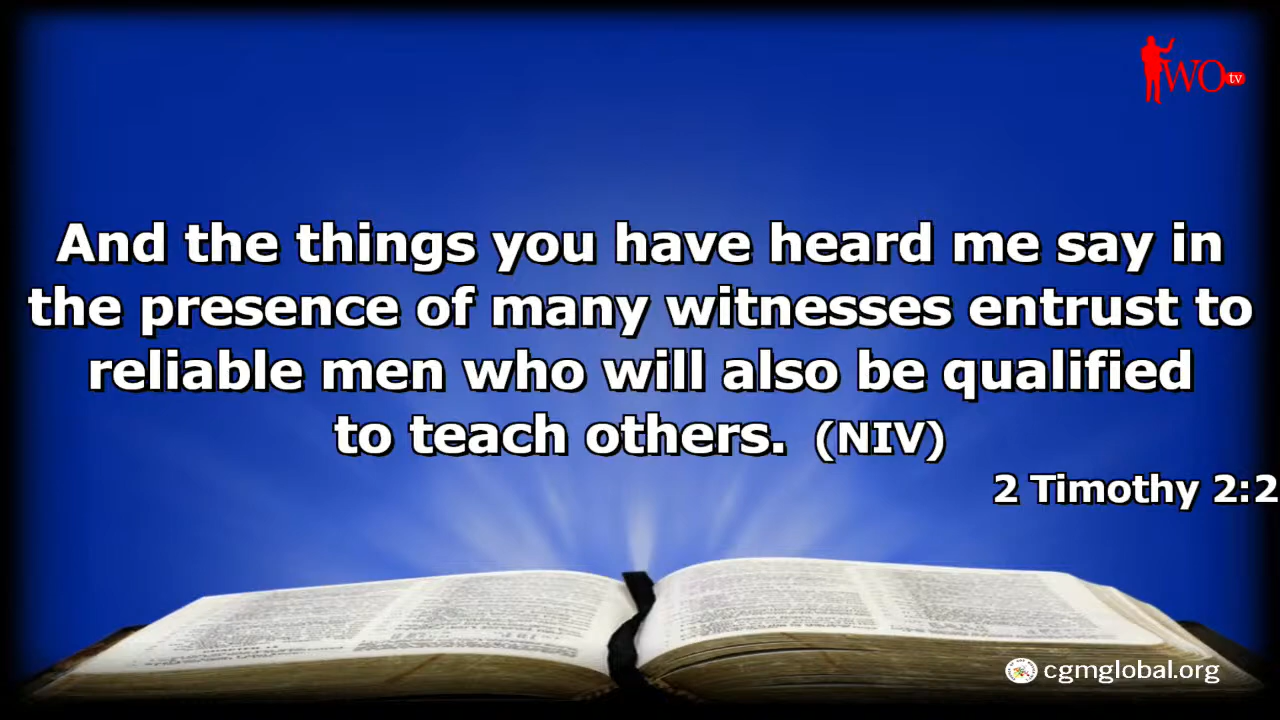 WO tv
And the things you have heard me say in
the presence of many witnesses entrust to
reliable men who will also be qualified
to teach others. (NIV)
2 Timothy 2:2
cgmglobal.org